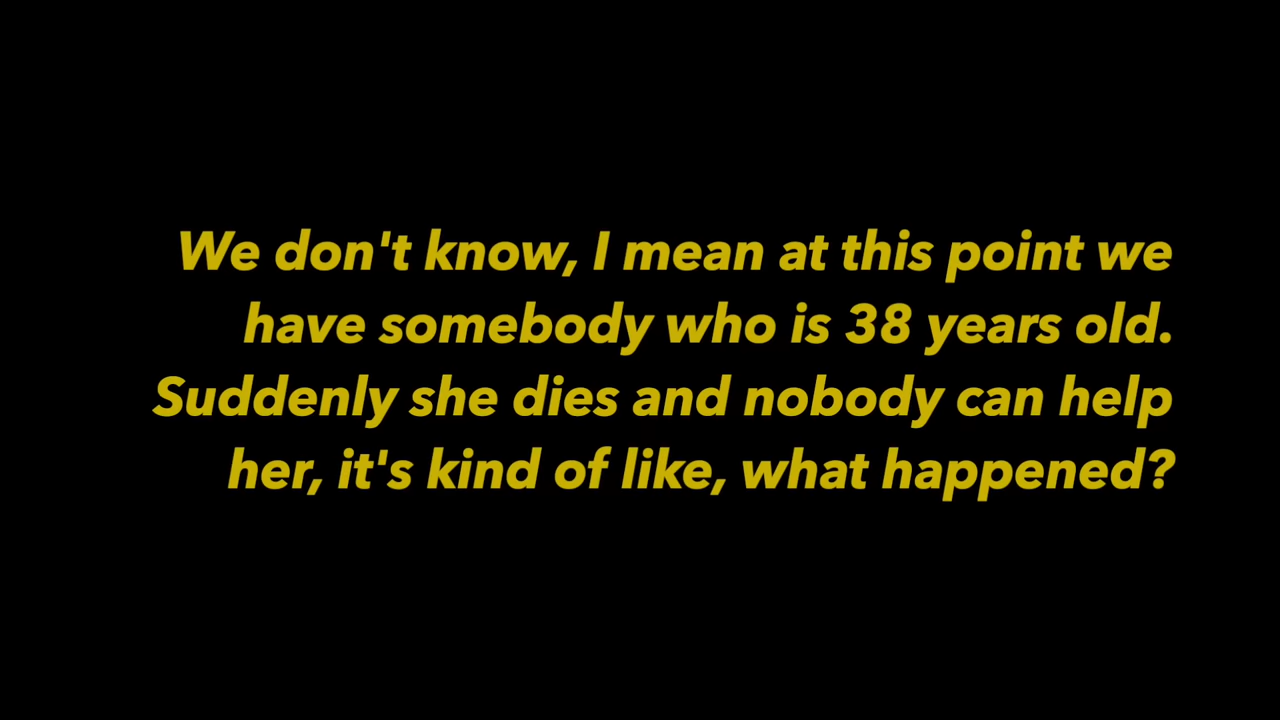 We don't know, I mean at this point we
have somebody who is 38 years old.
Suddenly she dies and nobody can help
her, it's kind of like, what happened?